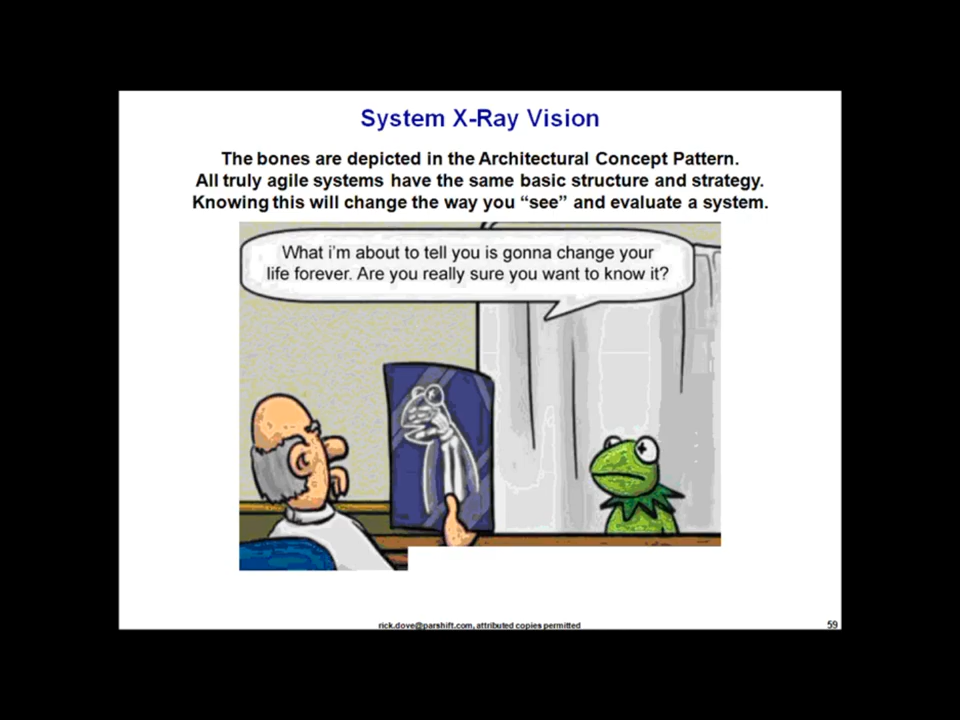 System X-Ray Vision
The bones are depicted in the Architectural Concept Pattern.
All truly agile systems have the same basic structure and strategy.
Knowing this will change the way you “see” and evaluate a system.
What i'm about to tell you is gonna change your
life forever. Are you really sure you want to know it?
rick.dove@parshift.com, attributed copies permitted
59